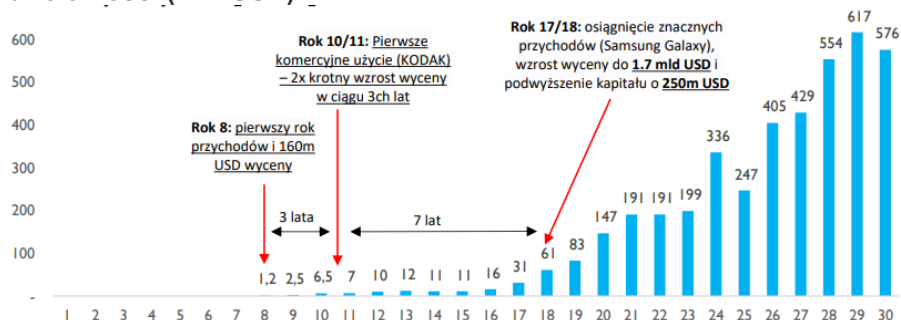 600
500
400
300
200
100
-
Rok 10/11: Pierwsze
komercyjne użycie (KODAK)
– 2x krotny wzrost wyceny
w ciągu 3ch lat
Rok 17/18: osiągnięcie znacznych
przychodów (Samsung Galaxy),
wzrost wyceny do 1.7 mld USD i
podwyższenie kapitału o 250m USD
Rok 8: pierwszy rok
przychodów i 160m
USD wyceny
3 lata
7 lat
1,2 2,5 6,5 7 10 12 11 11 16 31 61 83 147 191 191 199 336 247 405 429 554 617 576
1 2 3 4 5 6 7 8 9 10 11 12 13 14 15 16 17 18 19 20 21 22 23 24 25 26 27 28 29 30